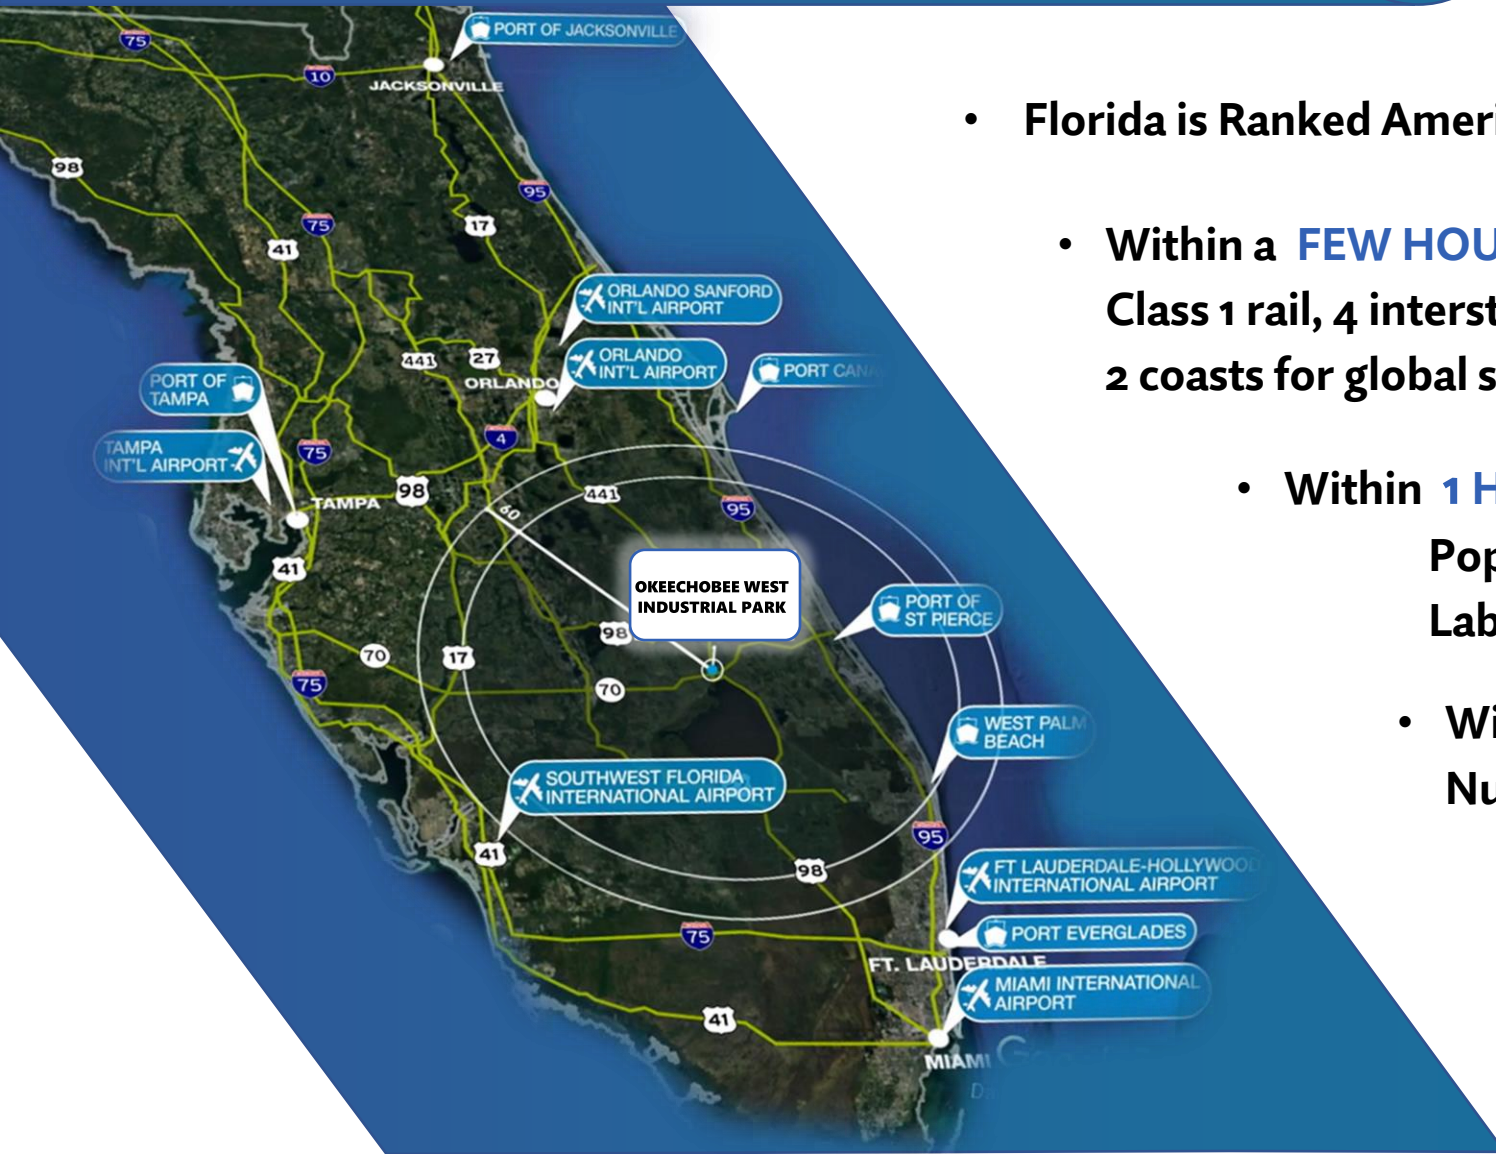 75
PORT OF JACKSONVILLE
10
JACKSONVILLE
98
95
75
17
41
ORLANDO SANFORD
INT'L AIRPORT
441
27
ORLANDO
INT'L AIRPORT
ORLANDO
PORT
PORT OF
TAMPA
4
TAMPA
INT'L AIRPORT
75
98
441
95
TAMPA
60
41
OKEECHOBEE WEST
INDUSTRIAL PARK
98
PORT OF
ST PIERCE
70
17
75
70
WEST PALM
BEACH
SOUTHWEST FLORIDA
INTERNATIONAL AIRPORT
95
41
98
FT LAUDERDALE-HOLLYWOOD
INTERNATIONAL AIRPORT
75
PORT EVERGLADES
FT. LAUDERDALE
MIAMI INTERNATIONAL
AIRPORT
41
MIAMI
• Florida is Ranked Ameri
• Within a FEW HOU
Class 1 rail, 4 interst
2 coasts for global s
• Within 1 H
Pop
Lab
• Wi
Nu